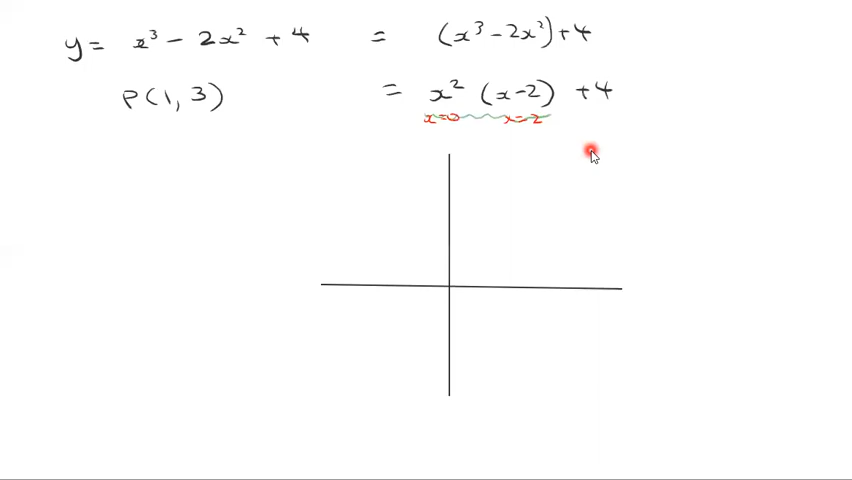 y = x³ - 2x² + 4 = (x³ - 2x²) + 4
P(1, 3) = x² (x-2) + 4
x=0 x=2